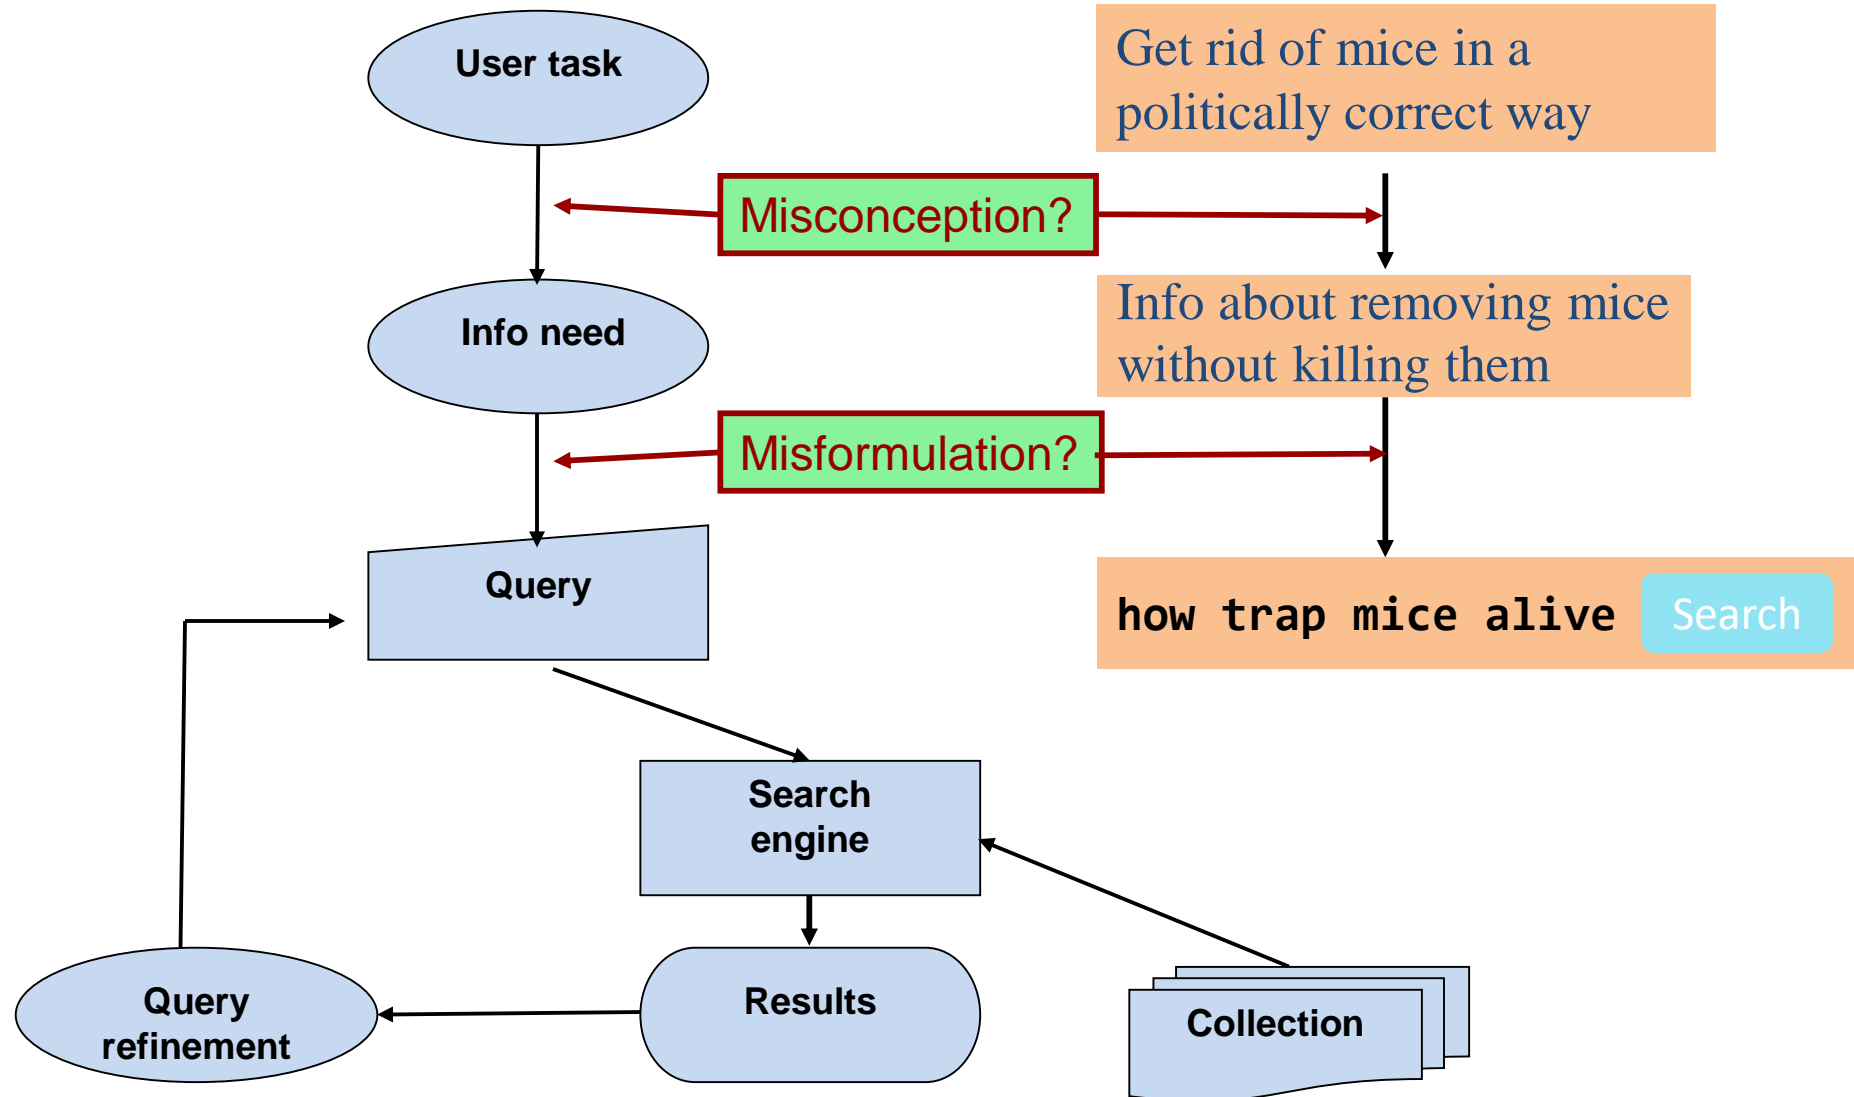 User task
Get rid of mice in a
politically correct way
Misconception?
Info need
Info about removing mice
without killing them
Misformulation?
Query
how trap mice alive Search
Search
engine
Query
refinement
Results
Collection